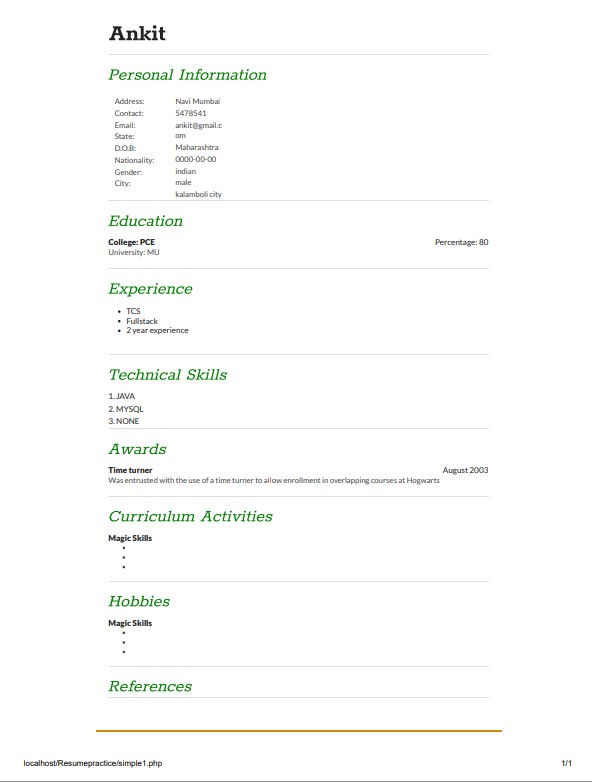 Ankit
Personal Information
Address: Navi Mumbai
Contact: 5478541
Email: ankit@gmail.c
State: om
D.O.B: Maharashtra
Nationality: 0000-00-00
Gender: indian
City: male
kalamboli city
Education
College: PCE Percentage: 80
University: MU
Experience
• TCS
• Fullstack
• 2 year experience
Technical Skills
1. JAVA
2. MYSQL
3. NONE
Awards
Time turner August 2003
Was entrusted with the use of a time turner to allow enrollment in overlapping courses at Hogwarts
Curriculum Activities
Magic Skills
•
•
•
Hobbies
Magic Skills
•
•
•
References
localhost/Resumepractice/simple1.php 1/1